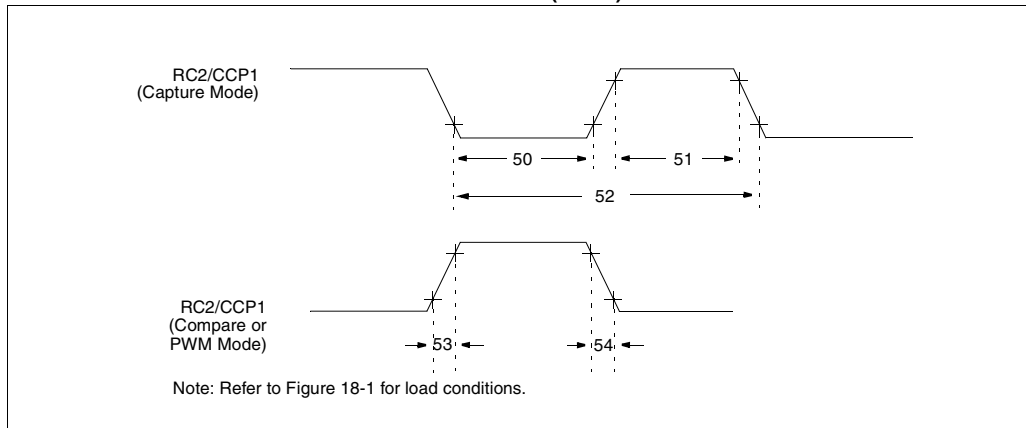 RC2/CCP1
(Capture Mode)
50
51
52
RC2/CCP1
(Compare or
PWM Mode)
53
54
Note: Refer to Figure 18-1 for load conditions.